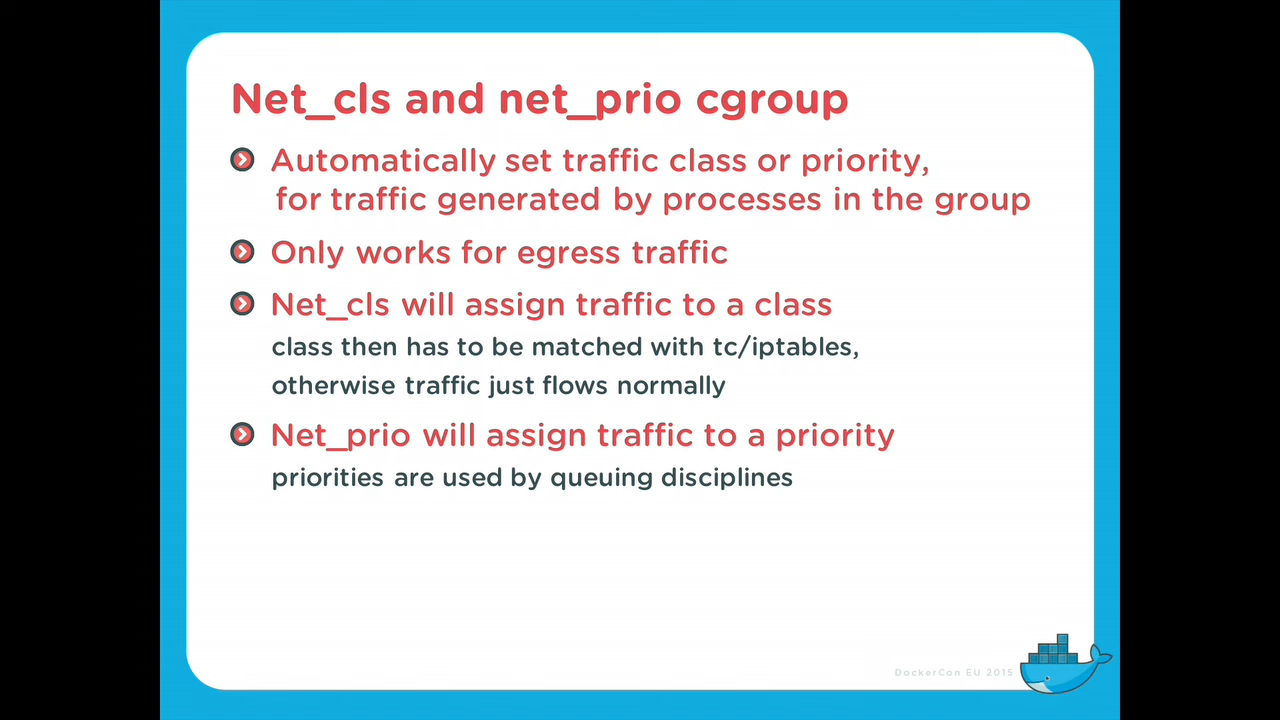 Net_cls and net_prio cgroup
Automatically set traffic class or priority,
for traffic generated by processes in the group
Only works for egress traffic
Net_cls will assign traffic to a class
class then has to be matched with tc/iptables,
otherwise traffic just flows normally
Net_prio will assign traffic to a priority
priorities are used by queuing disciplines
DockerCon EU 2015